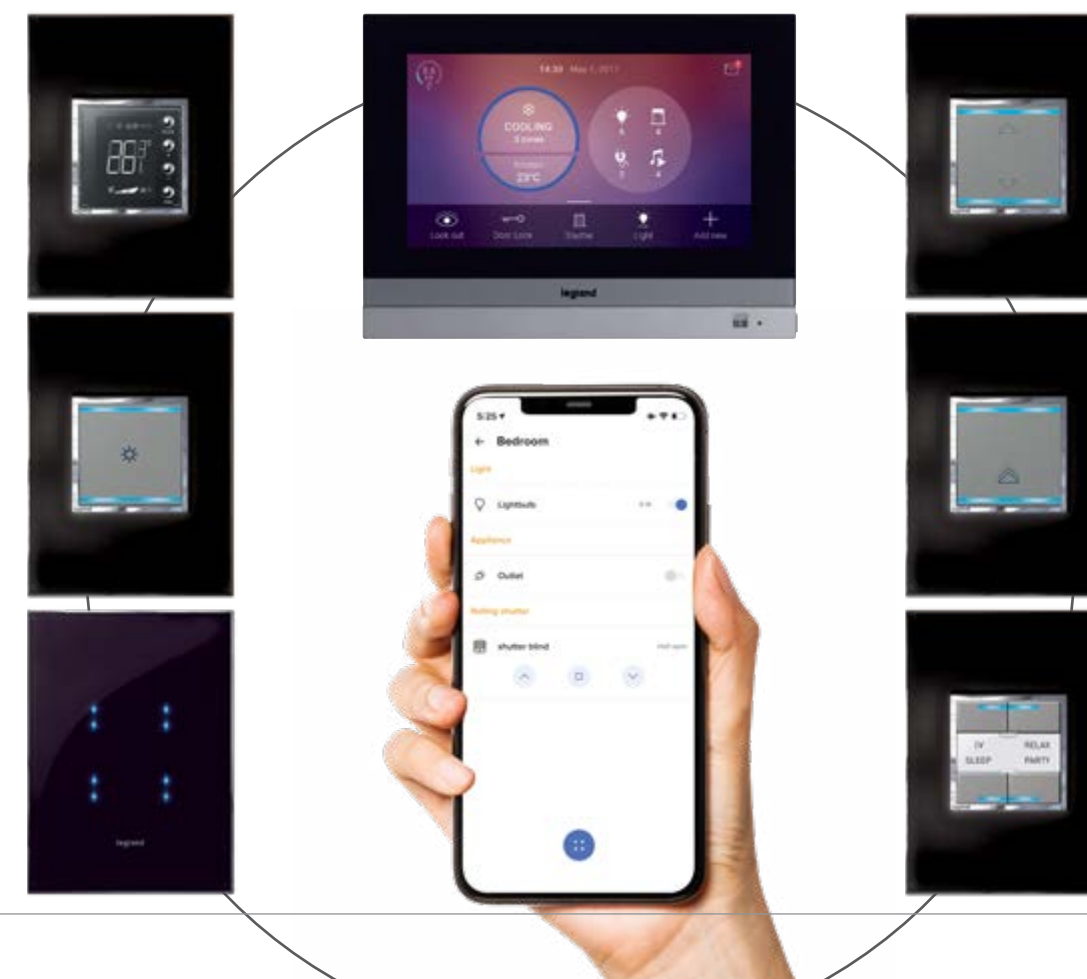 14:30 May 1, 2017
COOLING
3 zones
23°C
Look out
Door Lock
Shutter
Light
Add new
legrand
5:25
Bedroom
Light
Lightbulb
Appliance
Outlet
Rolling shutter
shutter blind
legrand
TV RELAX
SLEEP PARTY